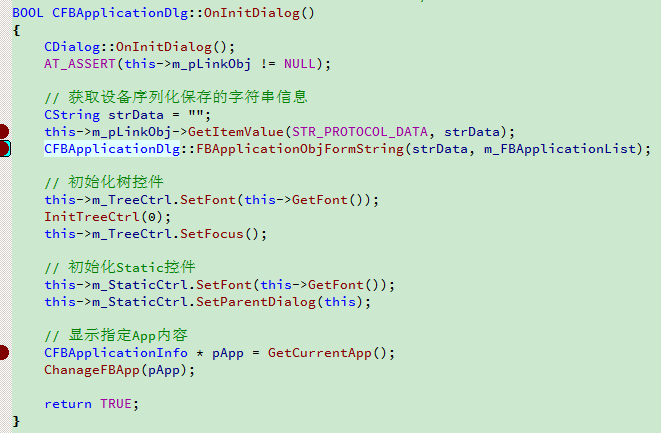 BOOL CFBApplicationDlg::OnInitDialog()
{
CDialog::OnInitDialog();
AT_ASSERT(this->m_pLinkObj != NULL);
// 获取设备序列化保存的字符串信息
CString strData = "";
this->m_pLinkObj->GetItemValue(STR_PROTOCOL_DATA, strData);
CFBApplicationDlg::FBApplicationObjFormString(strData, m_FBApplicationList);
// 初始化树控件
this->m_TreeCtrl.SetFont(this->GetFont());
InitTreeCtrl(0);
this->m_TreeCtrl.SetFocus();
// 初始化Static控件
this->m_StaticCtrl.SetFont(this->GetFont());
this->m_StaticCtrl.SetParentDialog(this);
// 显示指定App内容
CFBApplicationInfo * pApp = GetCurrentApp();
ChanageFBApp(pApp);
return TRUE;
}